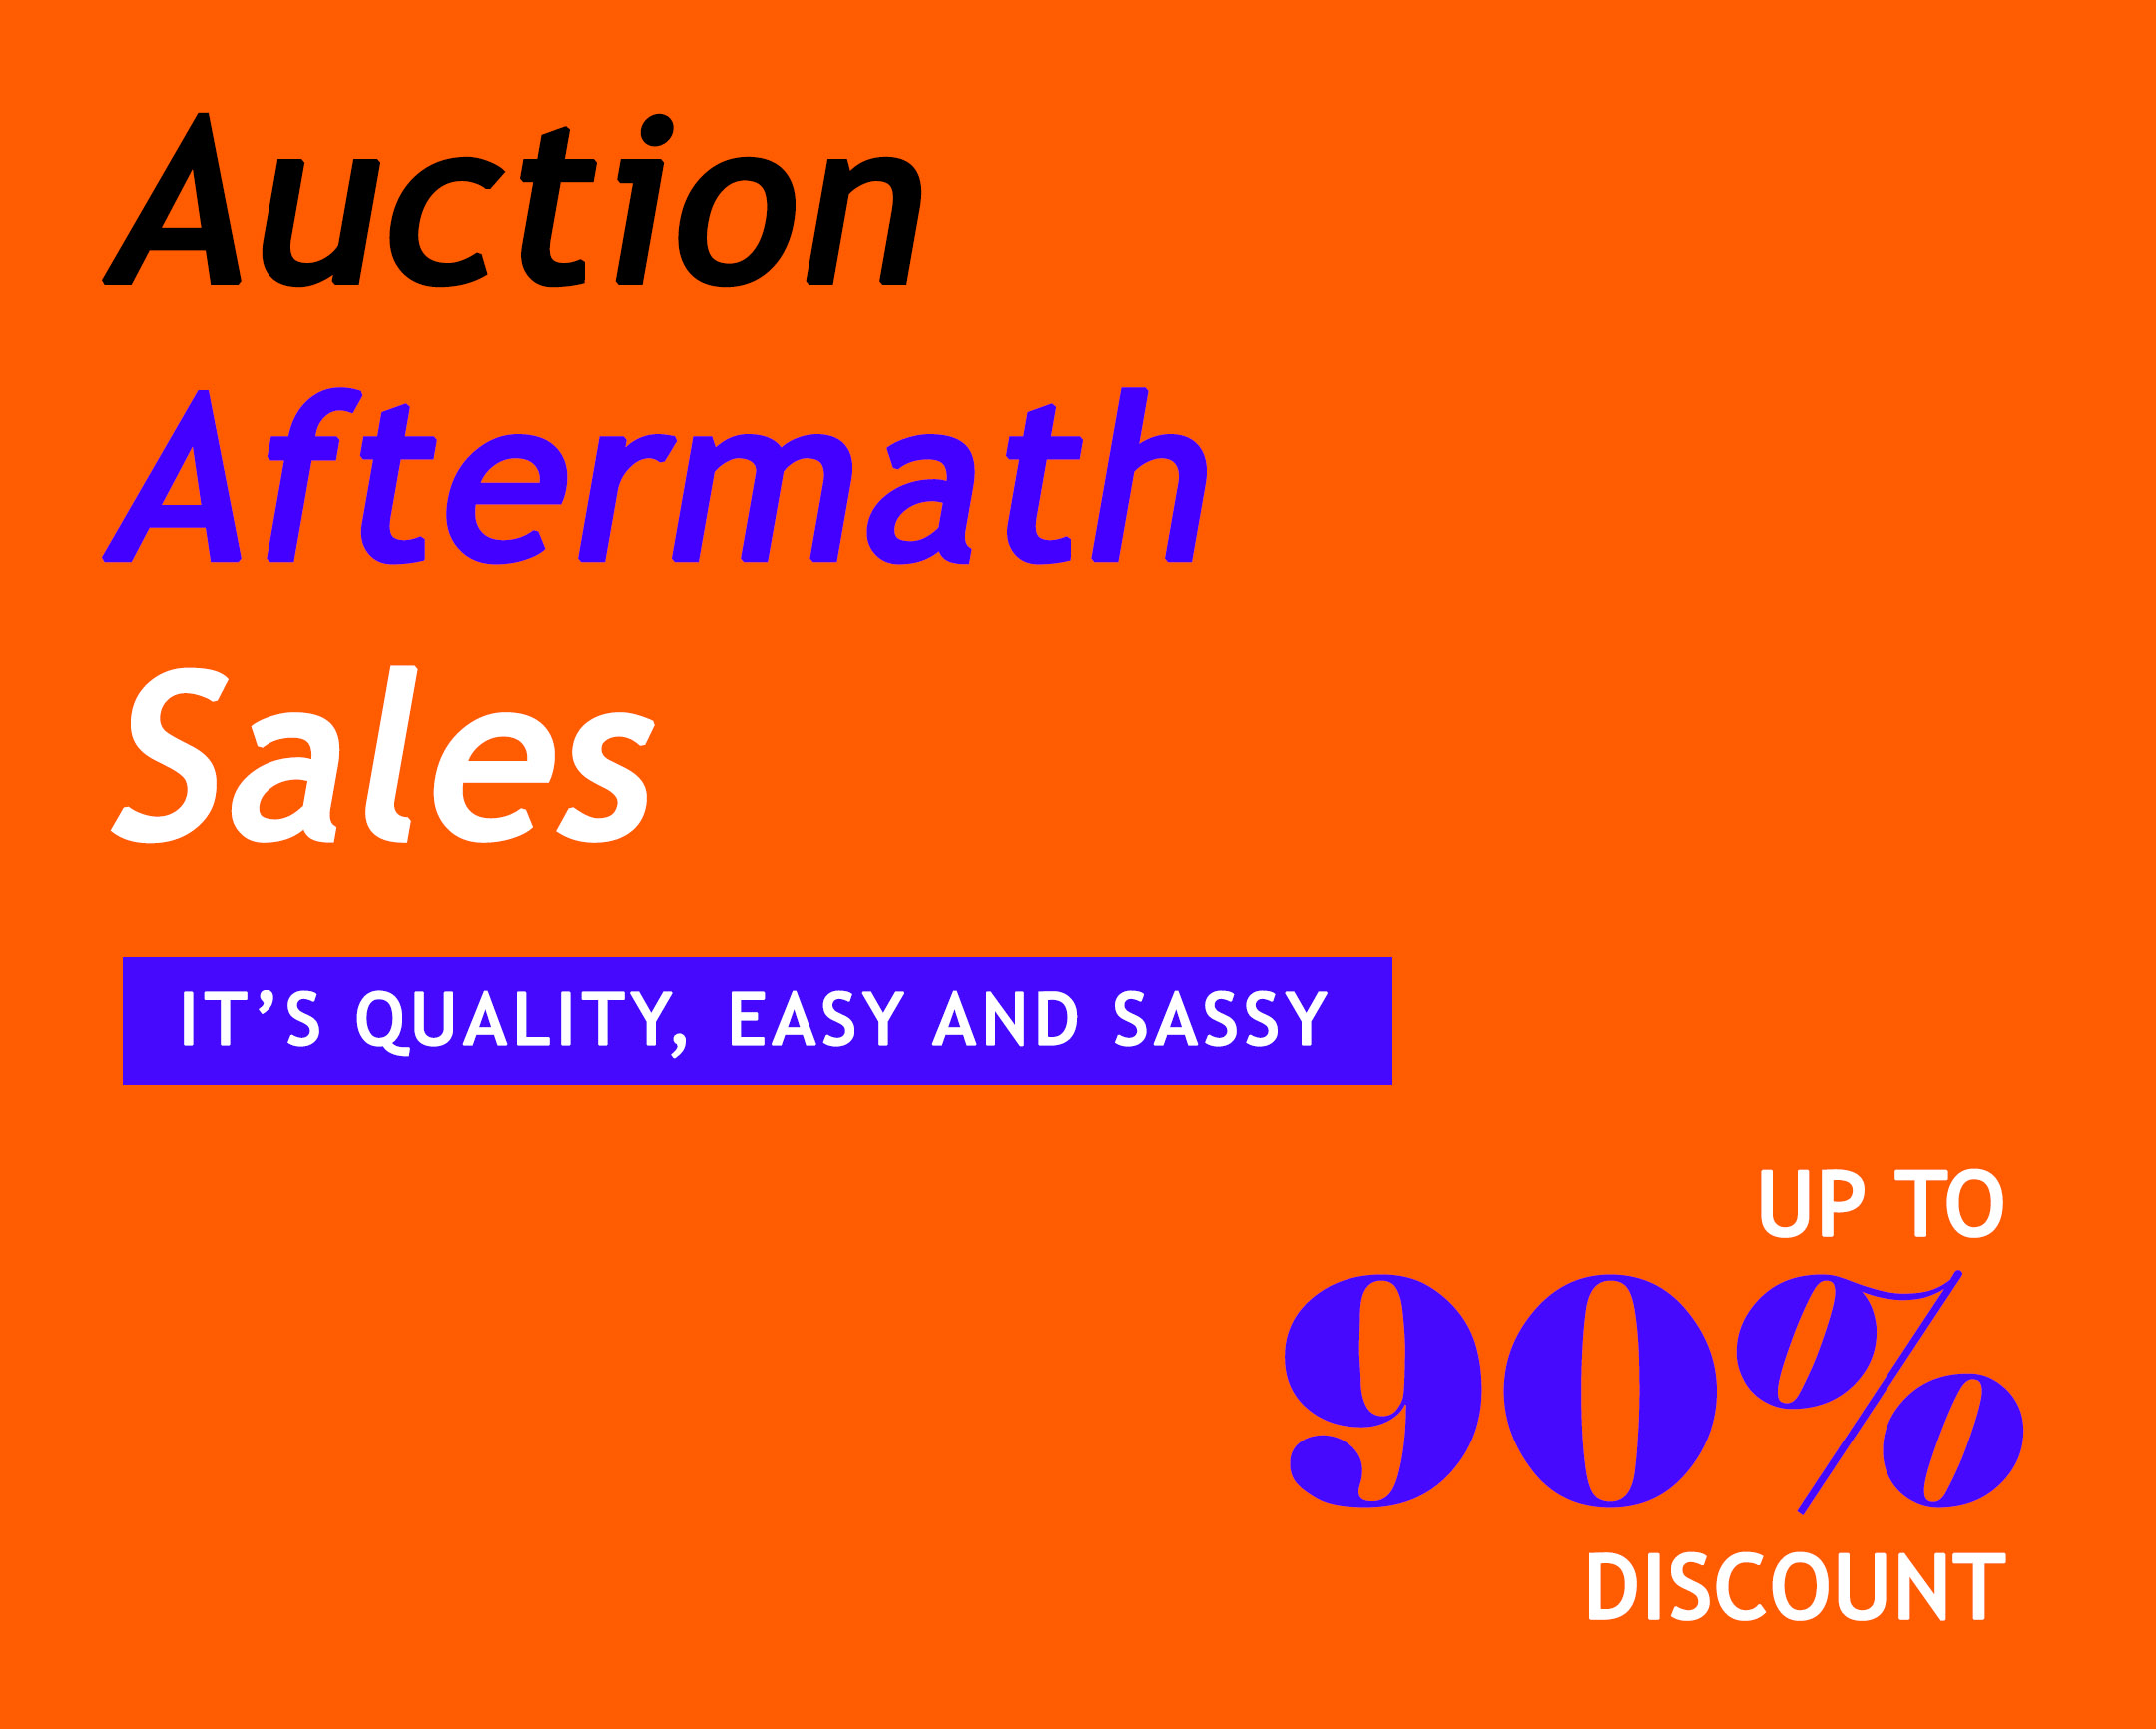 Auction
Aftermath
Sales
IT’S QUALITY, EASY AND SASSY
UP TO
90%
DISCOUNT